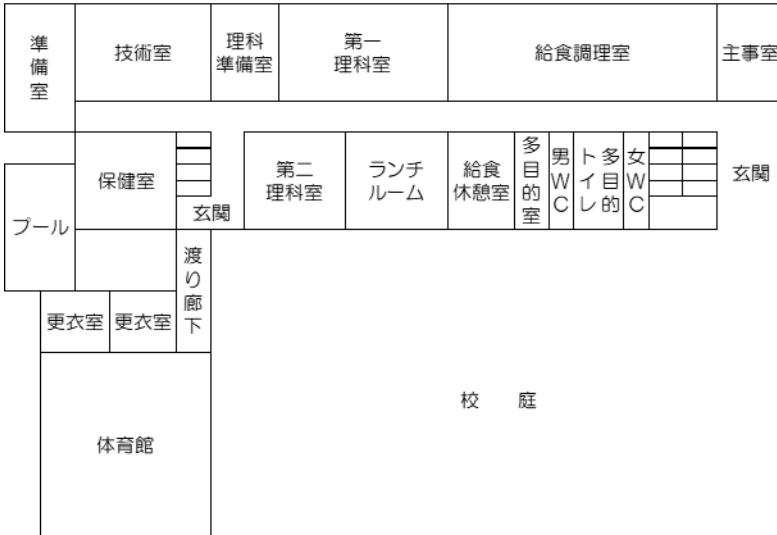 準備室
技術室
理科
準備室
第一
理科室
給食調理室
主事室
保健室
玄関
第二
理科室
ランチ
ルーム
給食
休憩室
多目的室
男WC
多目的
トイレ
女WC
玄関
プール
渡り廊下
更衣室
更衣室
体育館
校庭